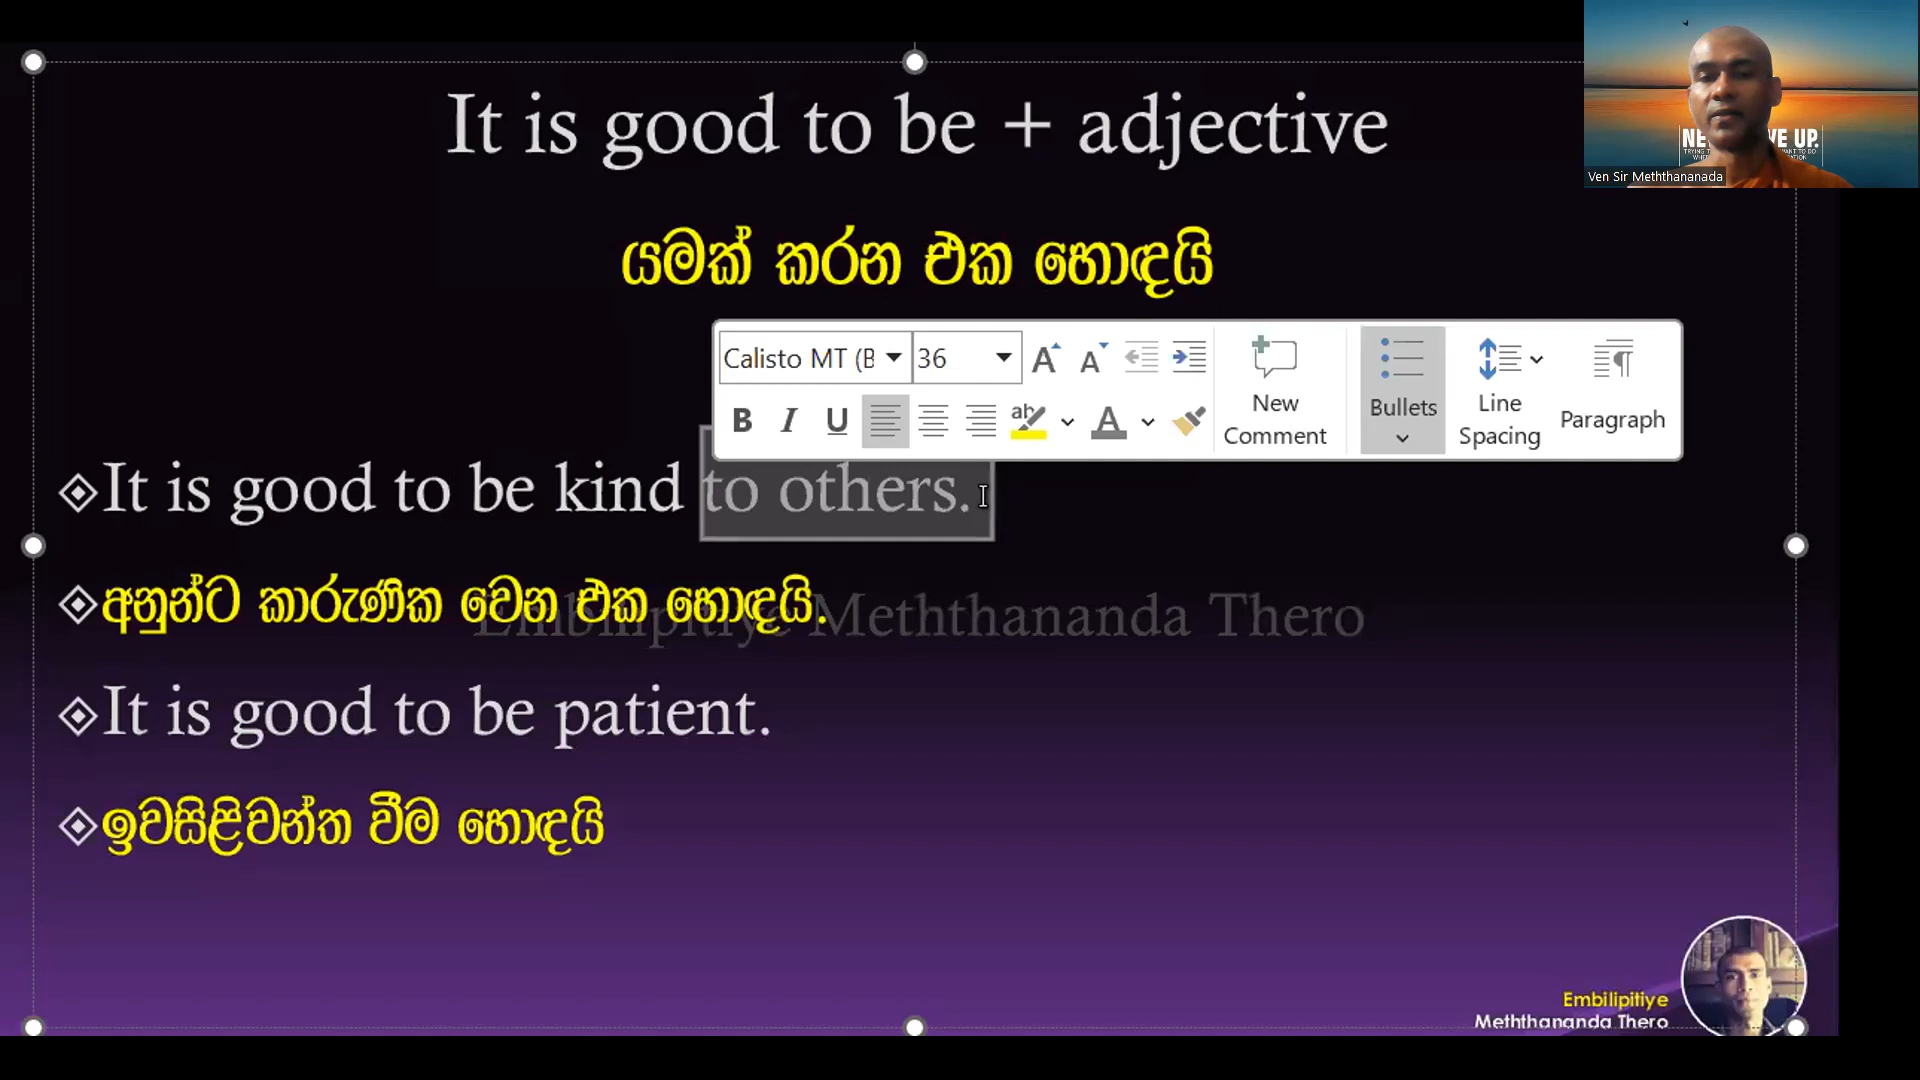 It is good to be + adjective
යමක් කරන එක හොඳයි
Ven Sir Meththananada
Calisto MT (B
36
New Comment
Bullets
Line Spacing
Paragraph
It is good to be kind to others.
අනුන්ට කාරුණික වෙන එක හොඳයි.
Embilipitiye Meththananda Thero
It is good to be patient.
ඉවසිළිවන්ත වීම හොඳයි
Embilipitiye
Meththananda Thero